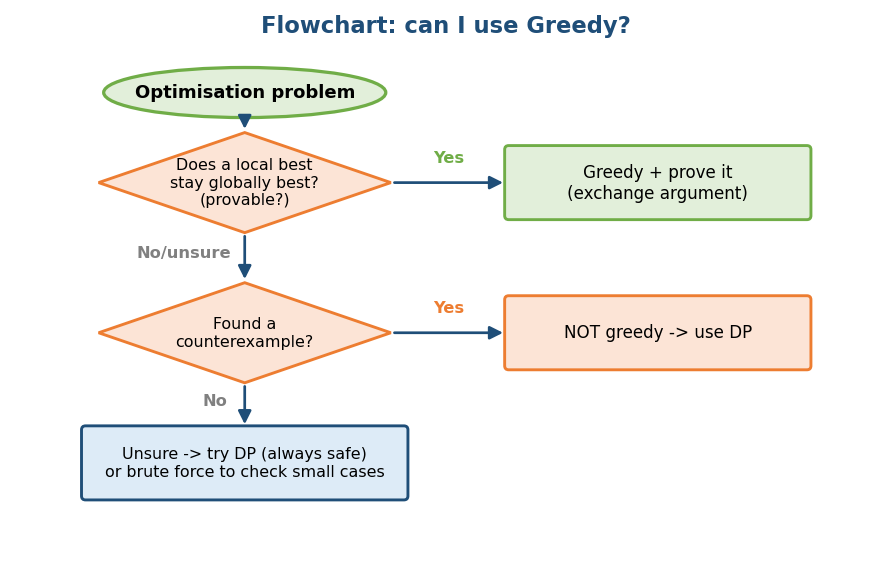 Flowchart: can I use Greedy?
Optimisation problem
Does a local best
stay globally best?
(provable?)
Yes
Greedy + prove it
(exchange argument)
No/unsure
Found a
counterexample?
Yes
NOT greedy -> use DP
No
Unsure -> try DP (always safe)
or brute force to check small cases